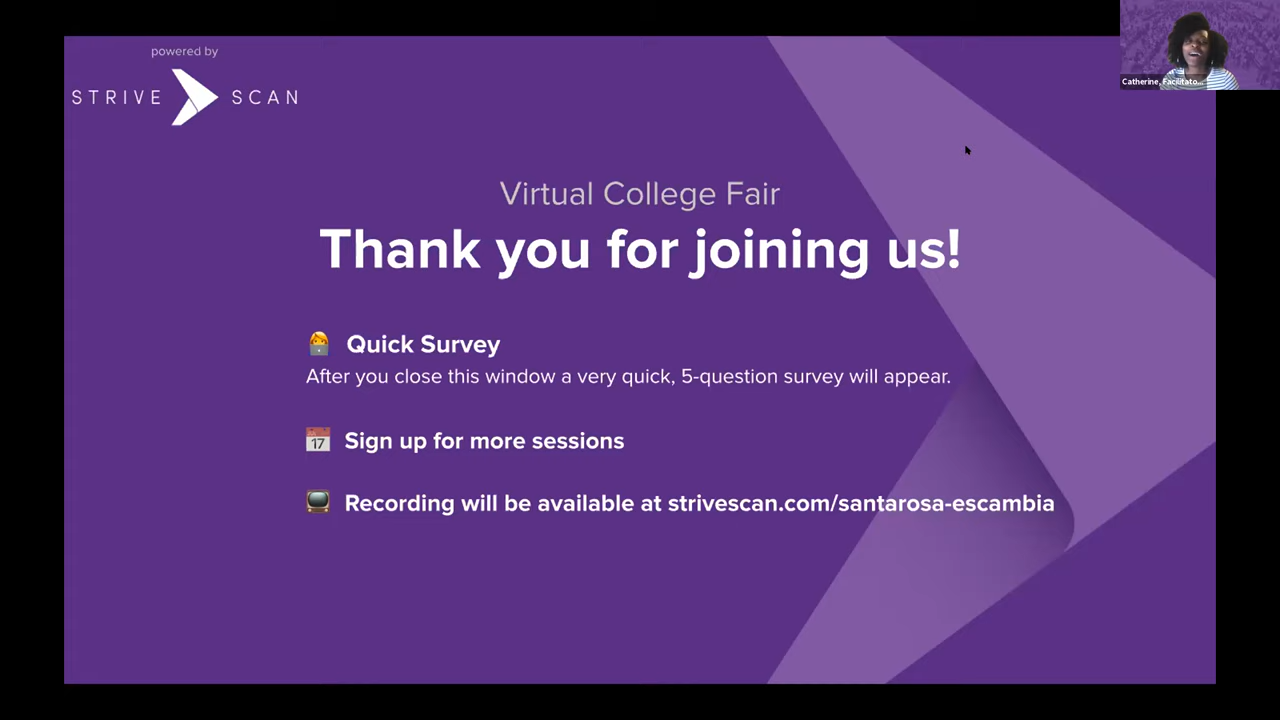 powered by
STRIVE SCAN
Catherine, Facilitato...
Virtual College Fair
Thank you for joining us!
Quick Survey
After you close this window a very quick, 5-question survey will appear.
17
Sign up for more sessions
Recording will be available at strivescan.com/santarosa-escambia